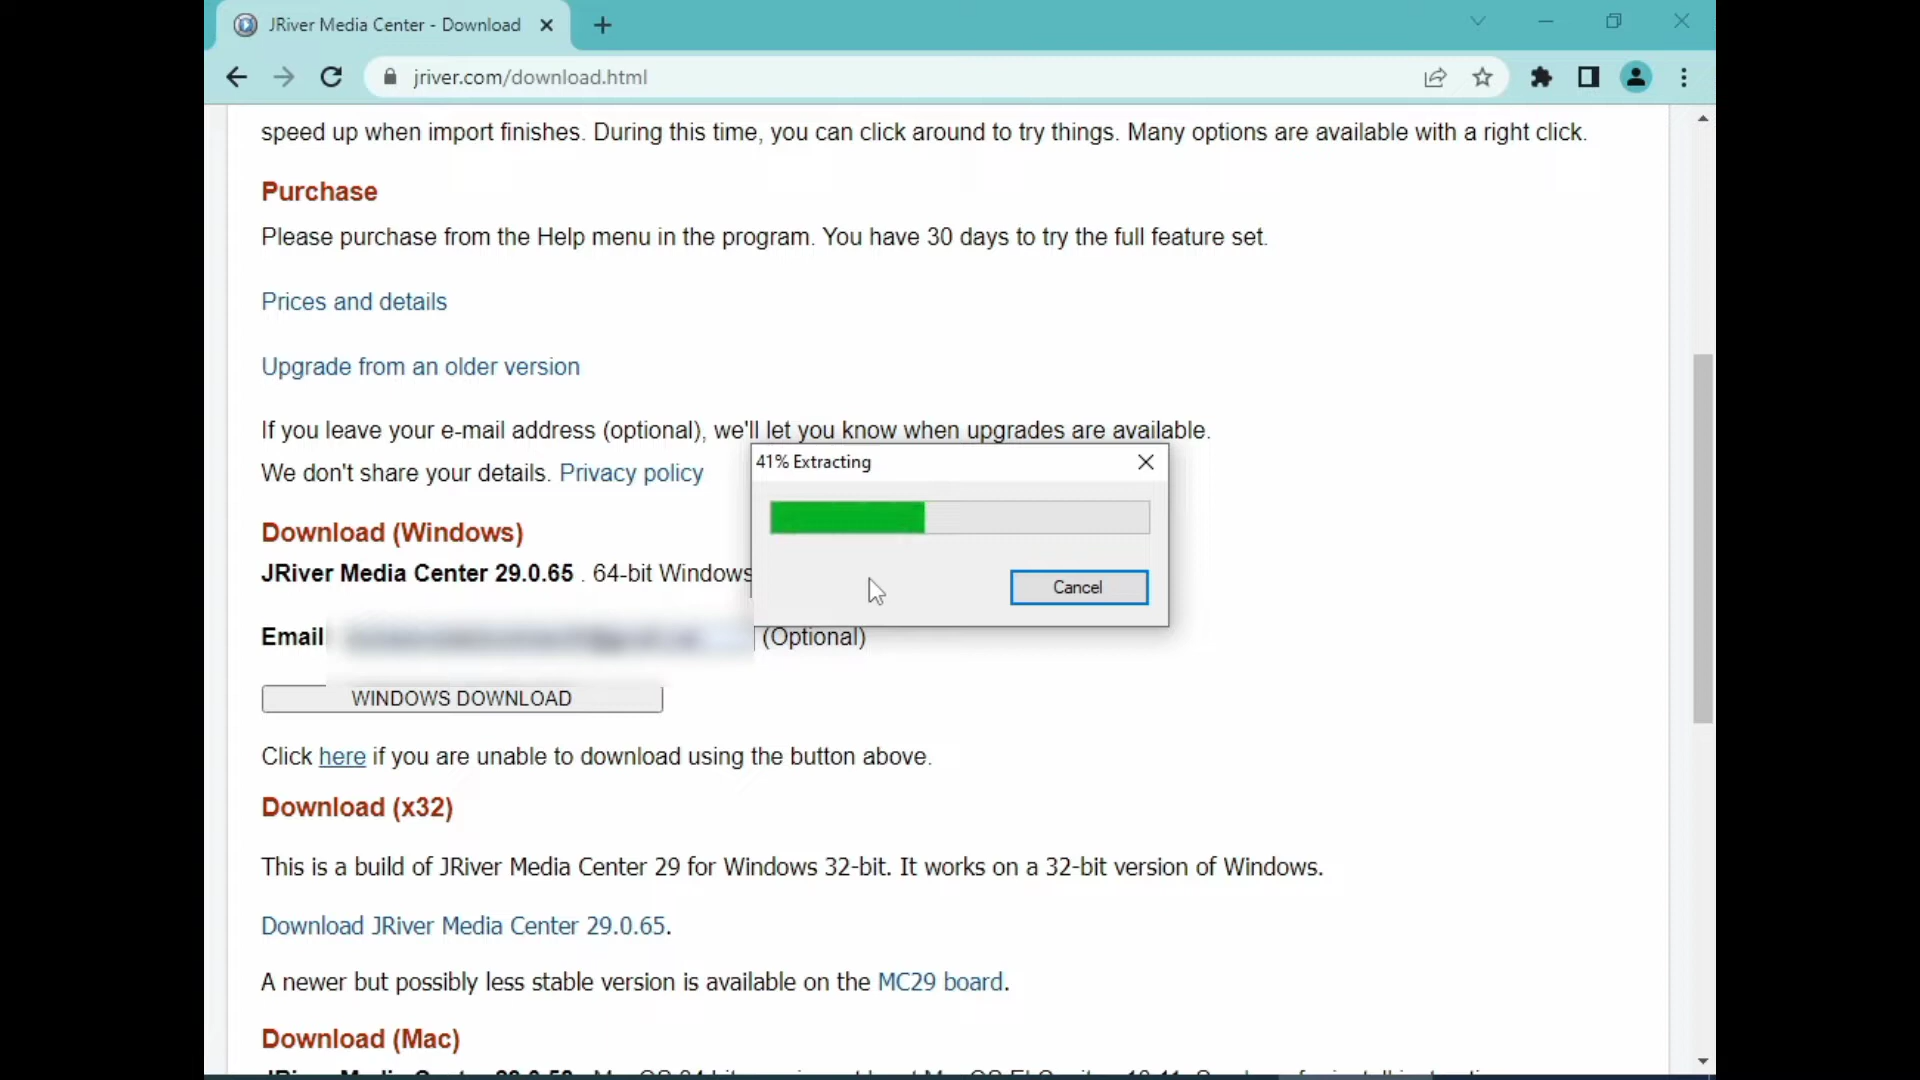 JRiver Media Center - Download
jriver.com/download.html
speed up when import finishes. During this time, you can click around to try things. Many options are available with a right click.
Purchase
Please purchase from the Help menu in the program. You have 30 days to try the full feature set.
Prices and details
Upgrade from an older version
If you leave your e-mail address (optional), we'll let you know when upgrades are available.
We don't share your details. Privacy policy
41% Extracting
Cancel
Download (Windows)
JRiver Media Center 29.0.65 . 64-bit Windows
Email (Optional)
WINDOWS DOWNLOAD
Click here if you are unable to download using the button above.
Download (x32)
This is a build of JRiver Media Center 29 for Windows 32-bit. It works on a 32-bit version of Windows.
Download JRiver Media Center 29.0.65.
A newer but possibly less stable version is available on the MC29 board.
Download (Mac)